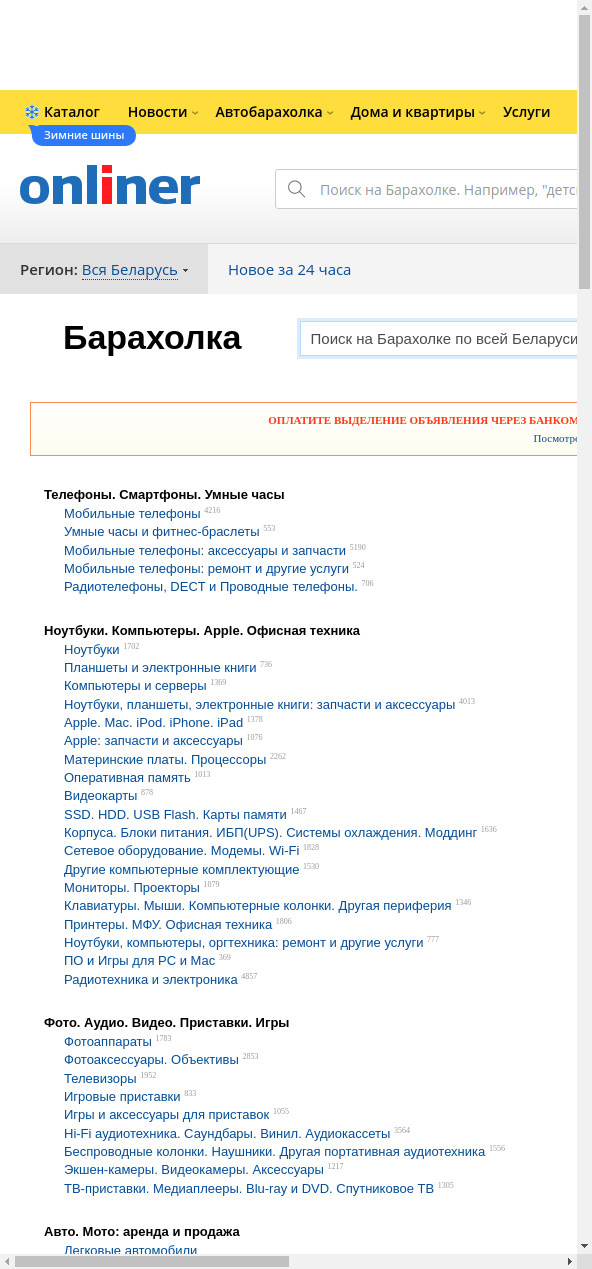 Каталог Новости Автобарахолка Дома и квартиры Услуги
Зимние шины
onliner
Поиск на Барахолке. Например, "детс
Регион: Вся Беларусь Новое за 24 часа
Барахолка
Поиск на Барахолке по всей Беларуси
ОПЛАТИТЕ ВЫДЕЛЕНИЕ ОБЪЯВЛЕНИЯ ЧЕРЕЗ БАНКОМ
Посмотре
Телефоны. Смартфоны. Умные часы
Мобильные телефоны 4216
Умные часы и фитнес-браслеты 553
Мобильные телефоны: аксессуары и запчасти 5190
Мобильные телефоны: ремонт и другие услуги 524
Радиотелефоны, DECT и Проводные телефоны. 706
Ноутбуки. Компьютеры. Apple. Офисная техника
Ноутбуки 1702
Планшеты и электронные книги 736
Компьютеры и серверы 1369
Ноутбуки, планшеты, электронные книги: запчасти и аксессуары 4013
Apple. Mac. iPod. iPhone. iPad 1378
Apple: запчасти и аксессуары 1076
Материнские платы. Процессоры 2262
Оперативная память 1013
Видеокарты 878
SSD. HDD. USB Flash. Карты памяти 1467
Корпуса. Блоки питания. ИБП(UPS). Системы охлаждения. Моддинг 1636
Сетевое оборудование. Модемы. Wi-Fi 1828
Другие компьютерные комплектующие 1530
Мониторы. Проекторы 1079
Клавиатуры. Мыши. Компьютерные колонки. Другая периферия 1346
Принтеры. МФУ. Офисная техника 1806
Ноутбуки, компьютеры, оргтехника: ремонт и другие услуги 777
ПО и Игры для PC и Mac 369
Радиотехника и электроника 4857
Фото. Аудио. Видео. Приставки. Игры
Фотоаппараты 1783
Фотоаксессуары. Объективы 2853
Телевизоры 1952
Игровые приставки 833
Игры и аксессуары для приставок 1055
Hi-Fi аудиотехника. Саундбары. Винил. Аудиокассеты 3564
Беспроводные колонки. Наушники. Другая портативная аудиотехника 1556
Экшен-камеры. Видеокамеры. Аксессуары 1217
ТВ-приставки. Медиаплееры. Blu-ray и DVD. Спутниковое ТВ 1305
Авто. Мото: аренда и продажа
Легковые автомобили